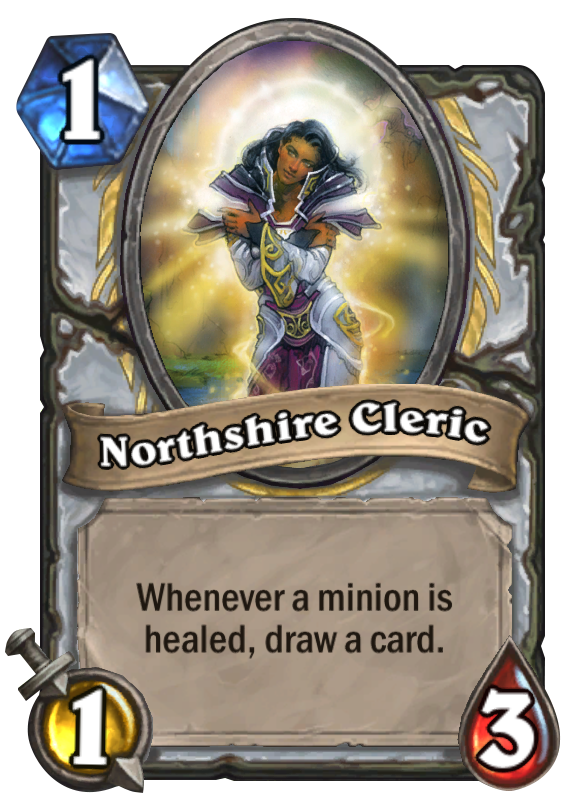 1
Northshire Cleric
Whenever a minion is
healed, draw a card.
1
3